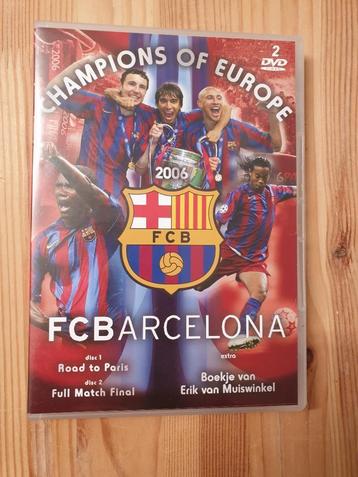 CHAMPIONS OF EUROPE
2
DVD
2006
2006
FCB
FCBARCELONA
disc 1
Road to Paris
disc 2
Full Match Final
extra
Boekje van
Erik van Muiswinkel